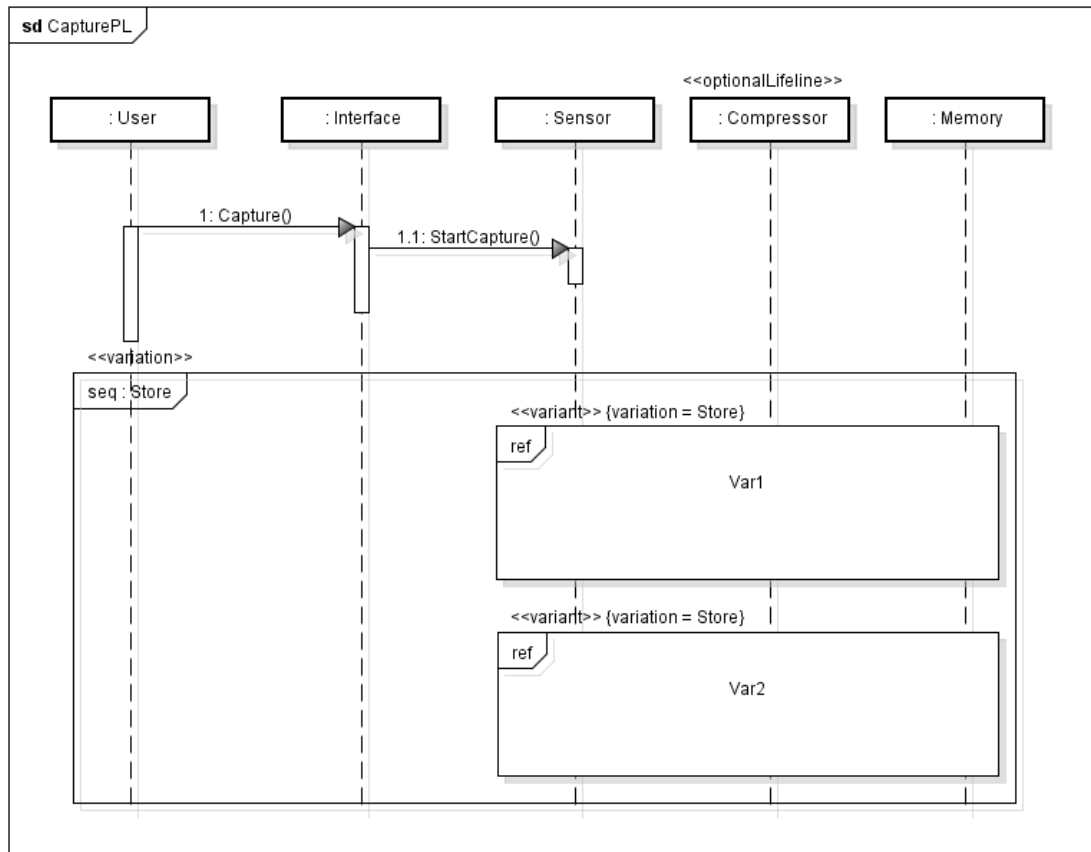 sd CapturePL
<<optionalLifeline>>
: User
: Interface
: Sensor
: Compressor
: Memory
1: Capture()
1.1: StartCapture()
<<variation>>
seq : Store
<<variant>> {variation = Store}
ref
Var1
<<variant>> {variation = Store}
ref
Var2